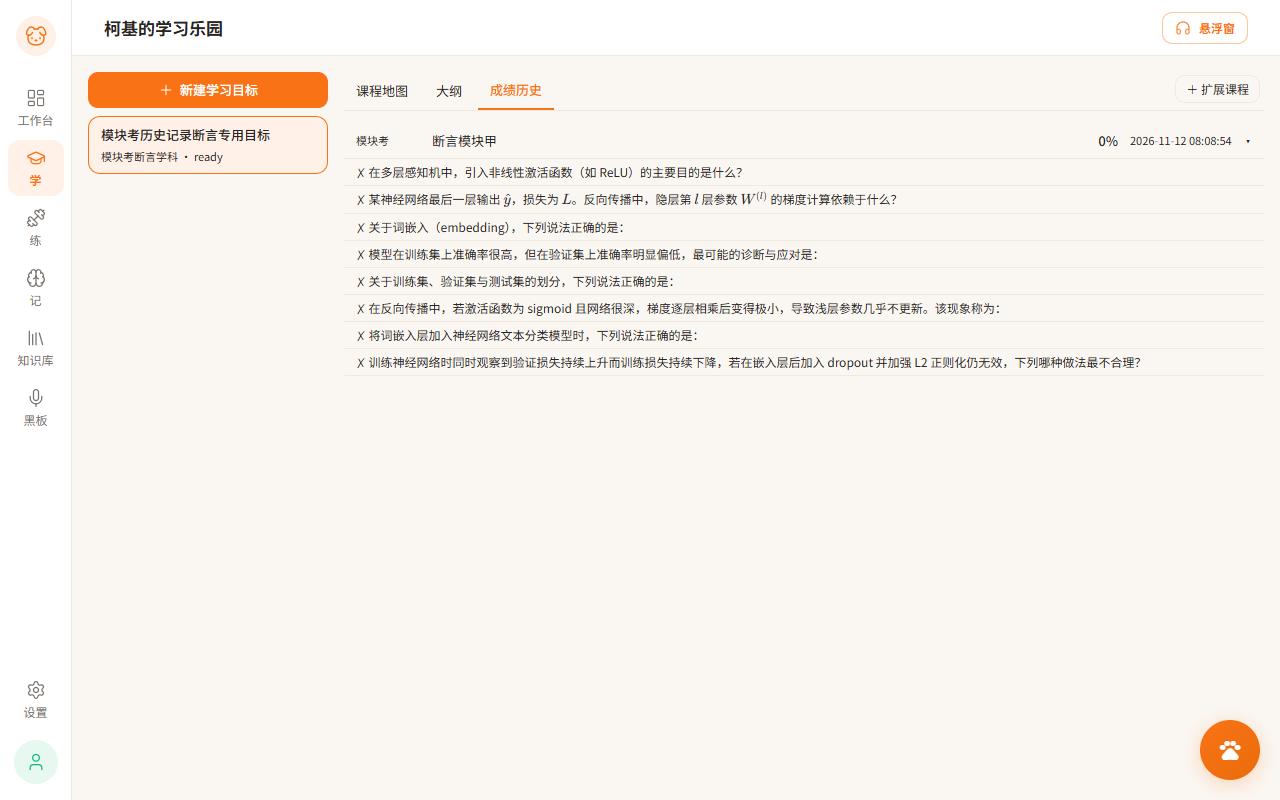 柯基的学习乐园
悬浮窗
工作台
学
练
记
知识库
黑板
设置
+ 新建学习目标
模块考历史记录断言专用目标
模块考断言学科 · ready
课程地图 大纲 成绩历史
+ 扩展课程
模块考 断言模块甲 0% 2026-11-12 08:08:54
✗ 在多层感知机中，引入非线性激活函数（如 ReLU）的主要目的是什么？
✗ 某神经网络最后一层输出 ŷ，损失为 L。反向传播中，隐层第 l 层参数 W^(l) 的梯度计算依赖于什么？
✗ 关于词嵌入（embedding），下列说法正确的是：
✗ 模型在训练集上准确率很高，但在验证集上准确率明显偏低，最可能的诊断与应对是：
✗ 关于训练集、验证集与测试集的划分，下列说法正确的是：
✗ 在反向传播中，若激活函数为 sigmoid 且网络很深，梯度逐层相乘后变得极小，导致浅层参数几乎不更新。该现象称为：
✗ 将词嵌入层加入神经网络文本分类模型时，下列说法正确的是：
✗ 训练神经网络时同时观察到验证损失持续上升而训练损失持续下降，若在嵌入层后加入 dropout 并加强 L2 正则化仍无效，下列哪种做法最不合理？